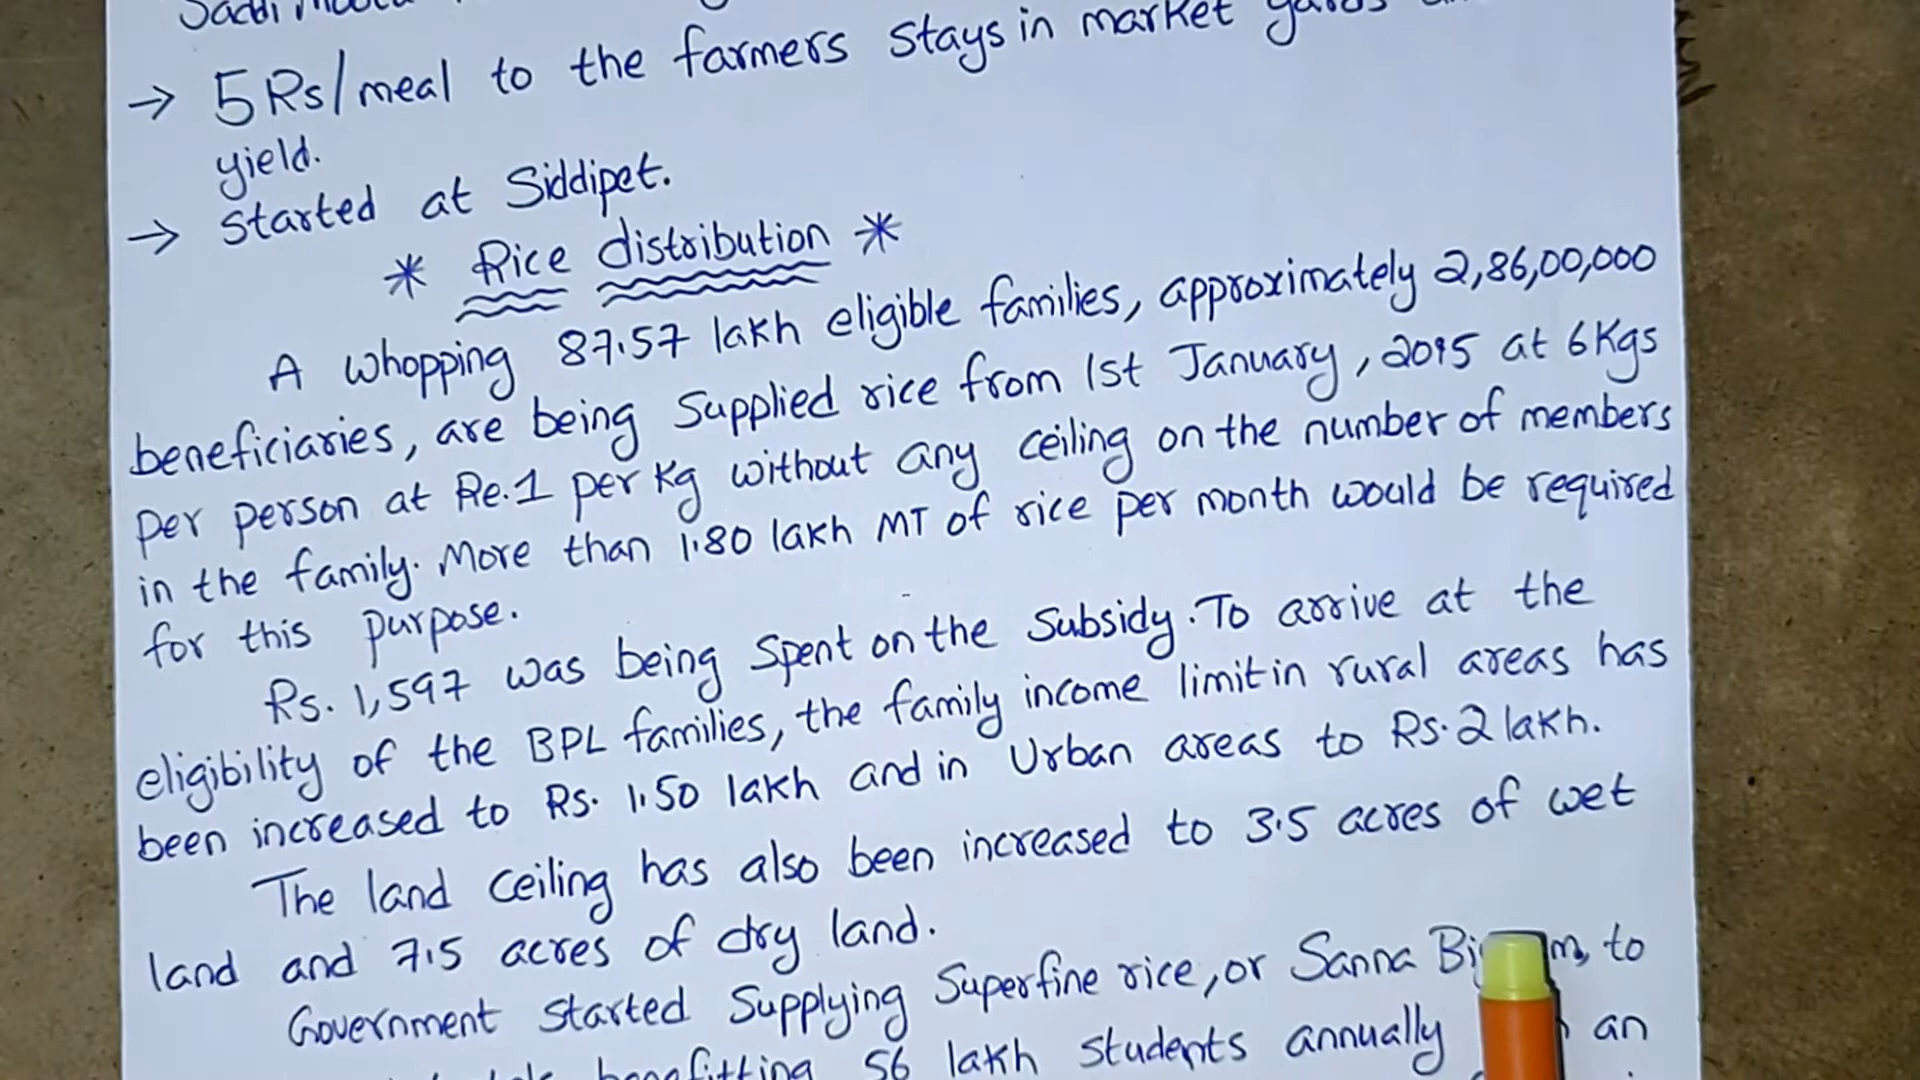 Saddi
→ 5Rs/meal to the farmers stays in market yards
yield.
→ started at Siddipet.
* Rice distribution *
A whopping 87.57 lakh eligible families, approximately 2,86,00,000
beneficiaries, are being supplied rice from 1st January, 2015 at 6Kgs
per person at Re.1 per kg without any ceiling on the number of members
in the family. More than 1.80 lakh MT of rice per month would be required
for this purpose.
Rs. 1,597 was being spent on the subsidy. To arrive at the
eligibility of the BPL families, the family income limit in rural areas has
been increased to Rs. 1.50 lakh and in Urban areas to Rs. 2 lakh.
The land ceiling has also been increased to 3.5 acres of wet
land and 7.5 acres of dry land.
Government started supplying superfine rice, or Sanna to
benefitting 56 lakh students annually an